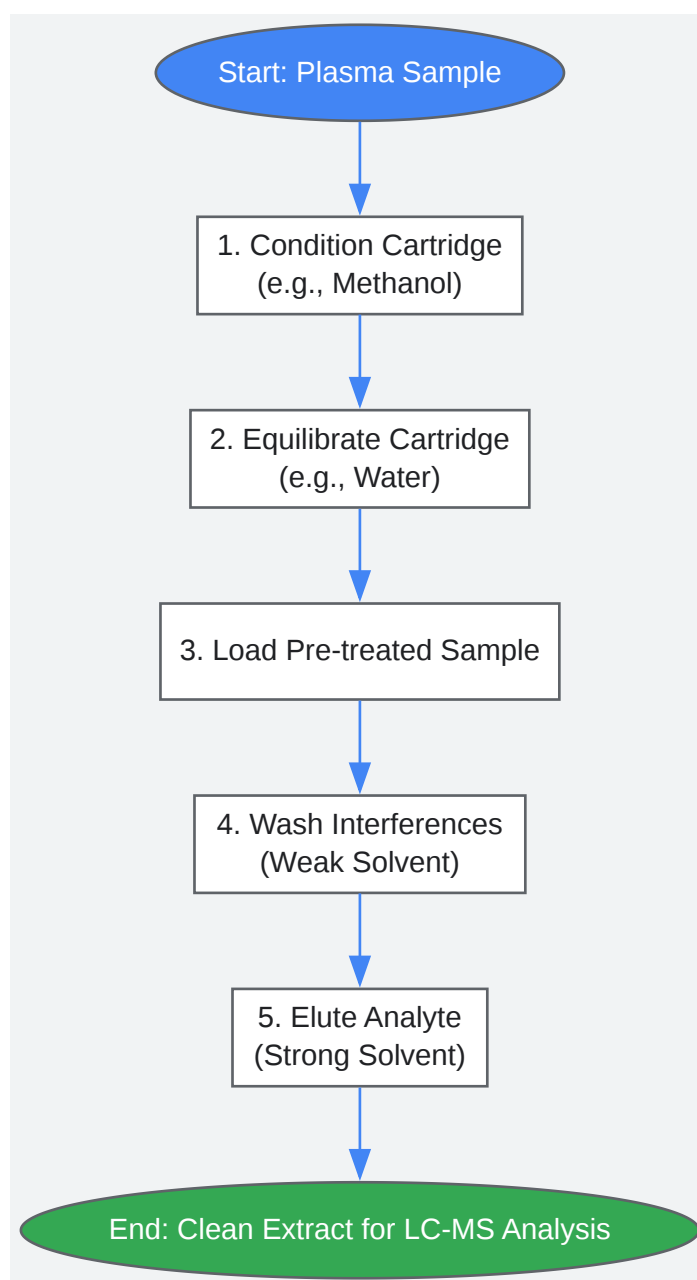 Start: Plasma Sample
1. Condition Cartridge
(e.g., Methanol)
2. Equilibrate Cartridge
(e.g., Water)
3. Load Pre-treated Sample
4. Wash Interferences
(Weak Solvent)
5. Elute Analyte
(Strong Solvent)
End: Clean Extract for LC-MS Analysis